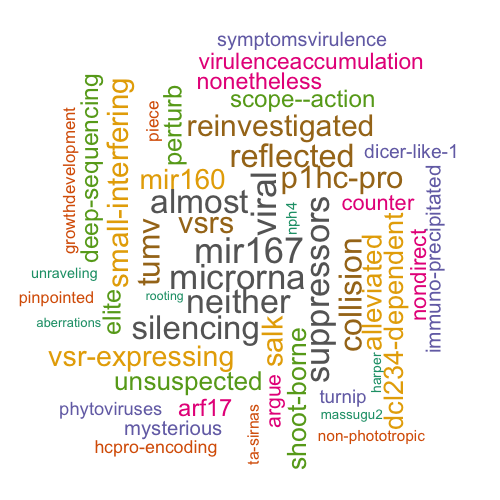 symptomsvirulence
virulenceaccumulation
nonetheless
scope--action
growthdevelopment
deep-sequencing
small-interfering
piece
perturb
reinvestigated
reflected
dicer-like-1
mir160
almost
viral
p1hc-pro
counter
tumv
vsrs
nph4
mir167
suppressors
collision
alleviated
dcl234-dependent
nondirect
immuno-precipitated
unraveling
microrna
pinpointed
elite
rooting
neither
aberrations
silencing
salk
vsr-expressing
shoot-borne
harper
unsuspected
argue
turnip
phytoviruses
arf17
massugu2
mysterious
non-phototropic
hcpro-encoding
ta-sirnas